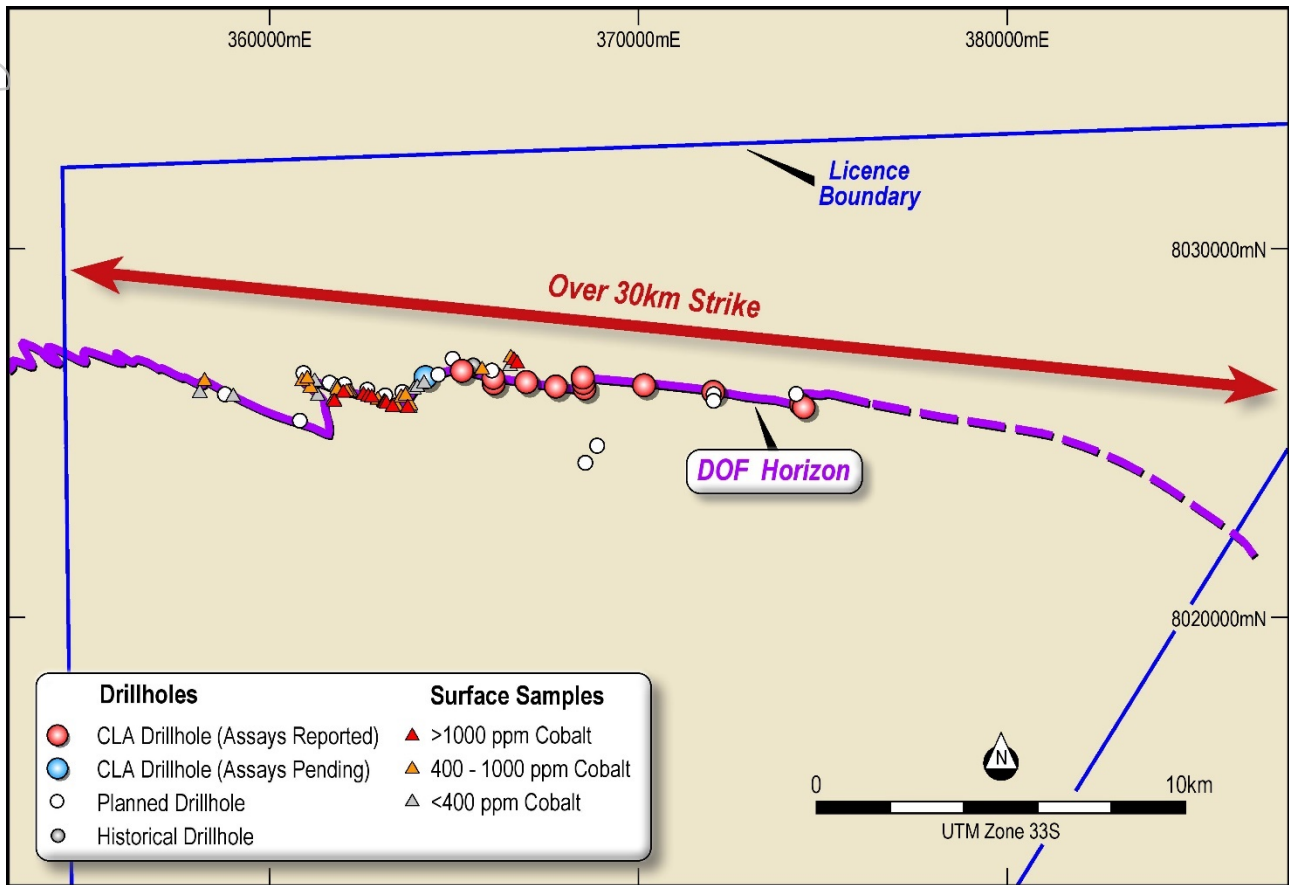 360000mE
370000mE
380000mE
Licence
Boundary
8030000mN
Over 30km Strike
DOF Horizon
8020000mN
Drillholes
CLA Drillhole (Assays Reported)
CLA Drillhole (Assays Pending)
Planned Drillhole
Historical Drillhole
Surface Samples
>1000 ppm Cobalt
400 - 1000 ppm Cobalt
<400 ppm Cobalt
N
0
10km
UTM Zone 33S